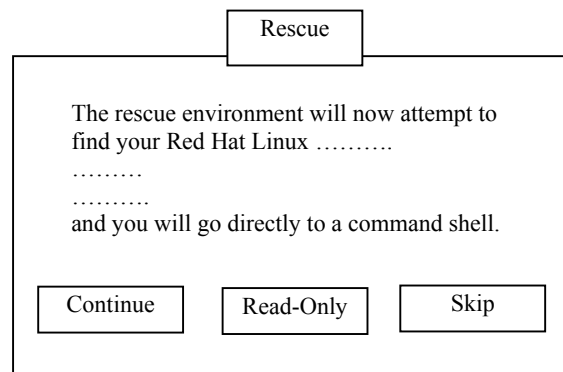 Rescue
The rescue environment will now attempt to
find your Red Hat Linux ……….
………
……….
and you will go directly to a command shell.
Continue Read-Only Skip